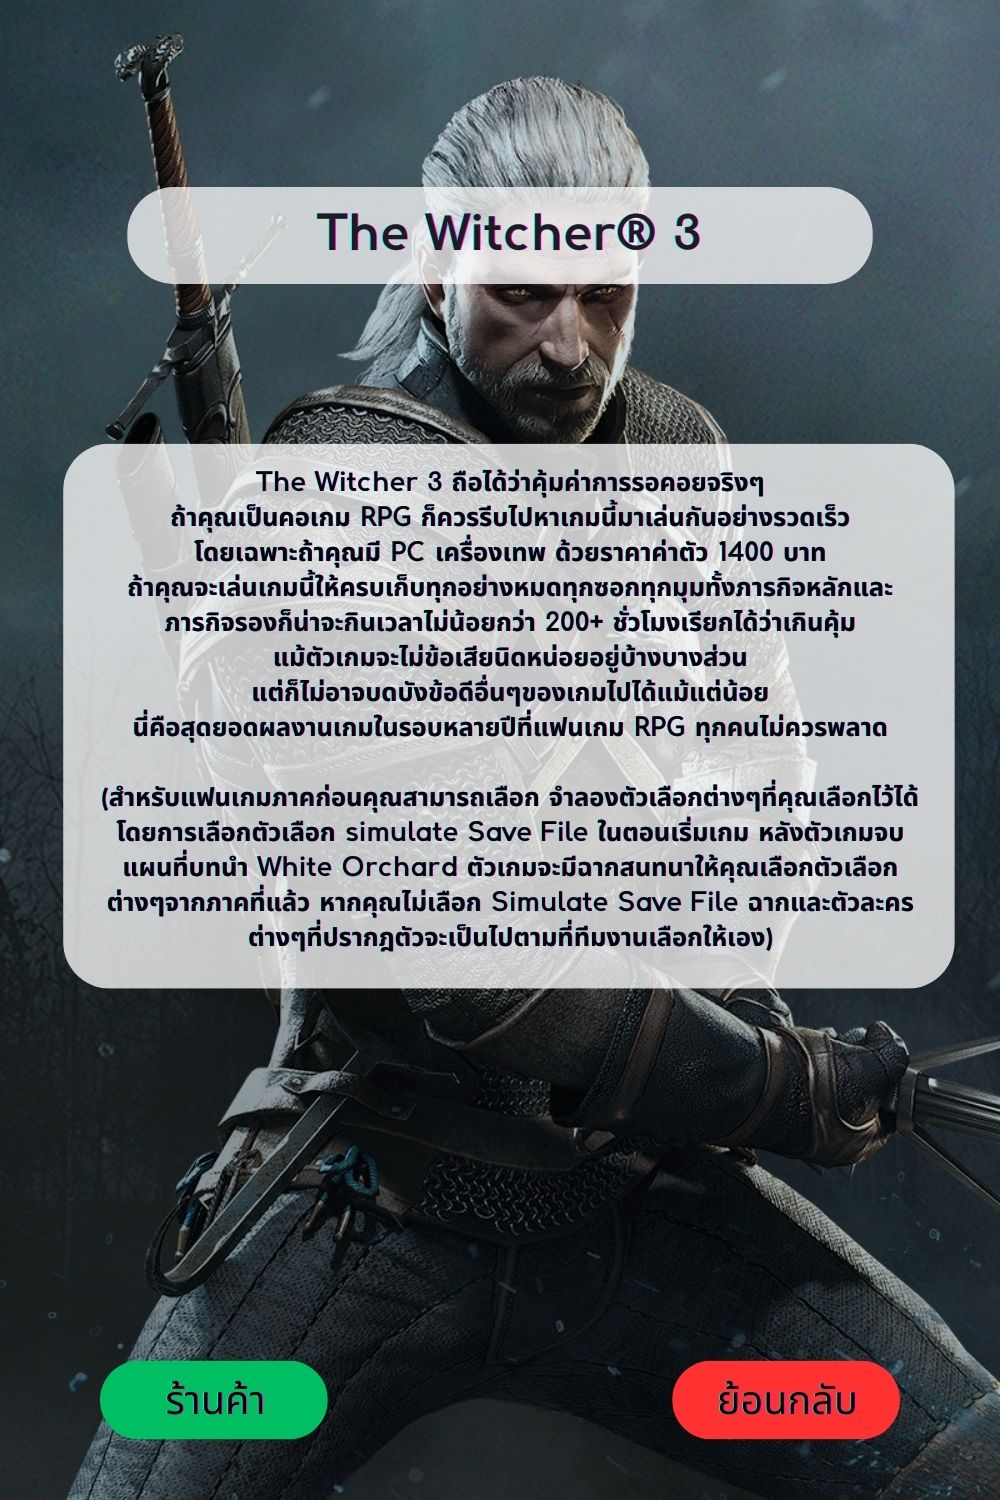 The Witcher® 3
The Witcher 3 ถือได้ว่าคุ้มค่าการรอคอยจริงๆ
ถ้าคุณเป็นคอเกม RPG ก็ควรรีบไปหาเกมนี้มาเล่นกันอย่างรวดเร็ว
โดยเฉพาะถ้าคุณมี PC เครื่องเทพ ด้วยราคาค่าตัว 1400 บาท
ถ้าคุณจะเล่นเกมนี้ให้ครบเก็บทุกอย่างหมดทุกซอกทุกมุมทั้งภารกิจหลักและ
ภารกิจรองก็น่าจะกินเวลาไม่น้อยกว่า 200+ ชั่วโมงเรียกได้ว่าเกินคุ้ม
แม้ตัวเกมจะไม่ข้อเสียนิดหน่อยอยู่บ้างบางส่วน
แต่ก็ไม่อาจบดบังข้อดีอื่นๆของเกมไปได้แม้แต่น้อย
นี่คือสุดยอดผลงานเกมในรอบหลายปีที่แฟนเกม RPG ทุกคนไม่ควรพลาด
(สำหรับแฟนเกมภาคก่อนคุณสามารถเลือก จำลองตัวเลือกต่างๆที่คุณเลือกไว้ได้
โดยการเลือกตัวเลือก simulate Save File ในตอนเริ่มเกม หลังตัวเกมจบ
แผนที่บทนำ White Orchard ตัวเกมจะมีฉากสนทนาให้คุณเลือกตัวเลือก
ต่างๆจากภาคที่แล้ว หากคุณไม่เลือก Simulate Save File ฉากและตัวละคร
ต่างๆที่ปรากฎตัวจะเป็นไปตามที่ทีมงานเลือกให้เอง)
ร้านค้า
ย้อนกลับ